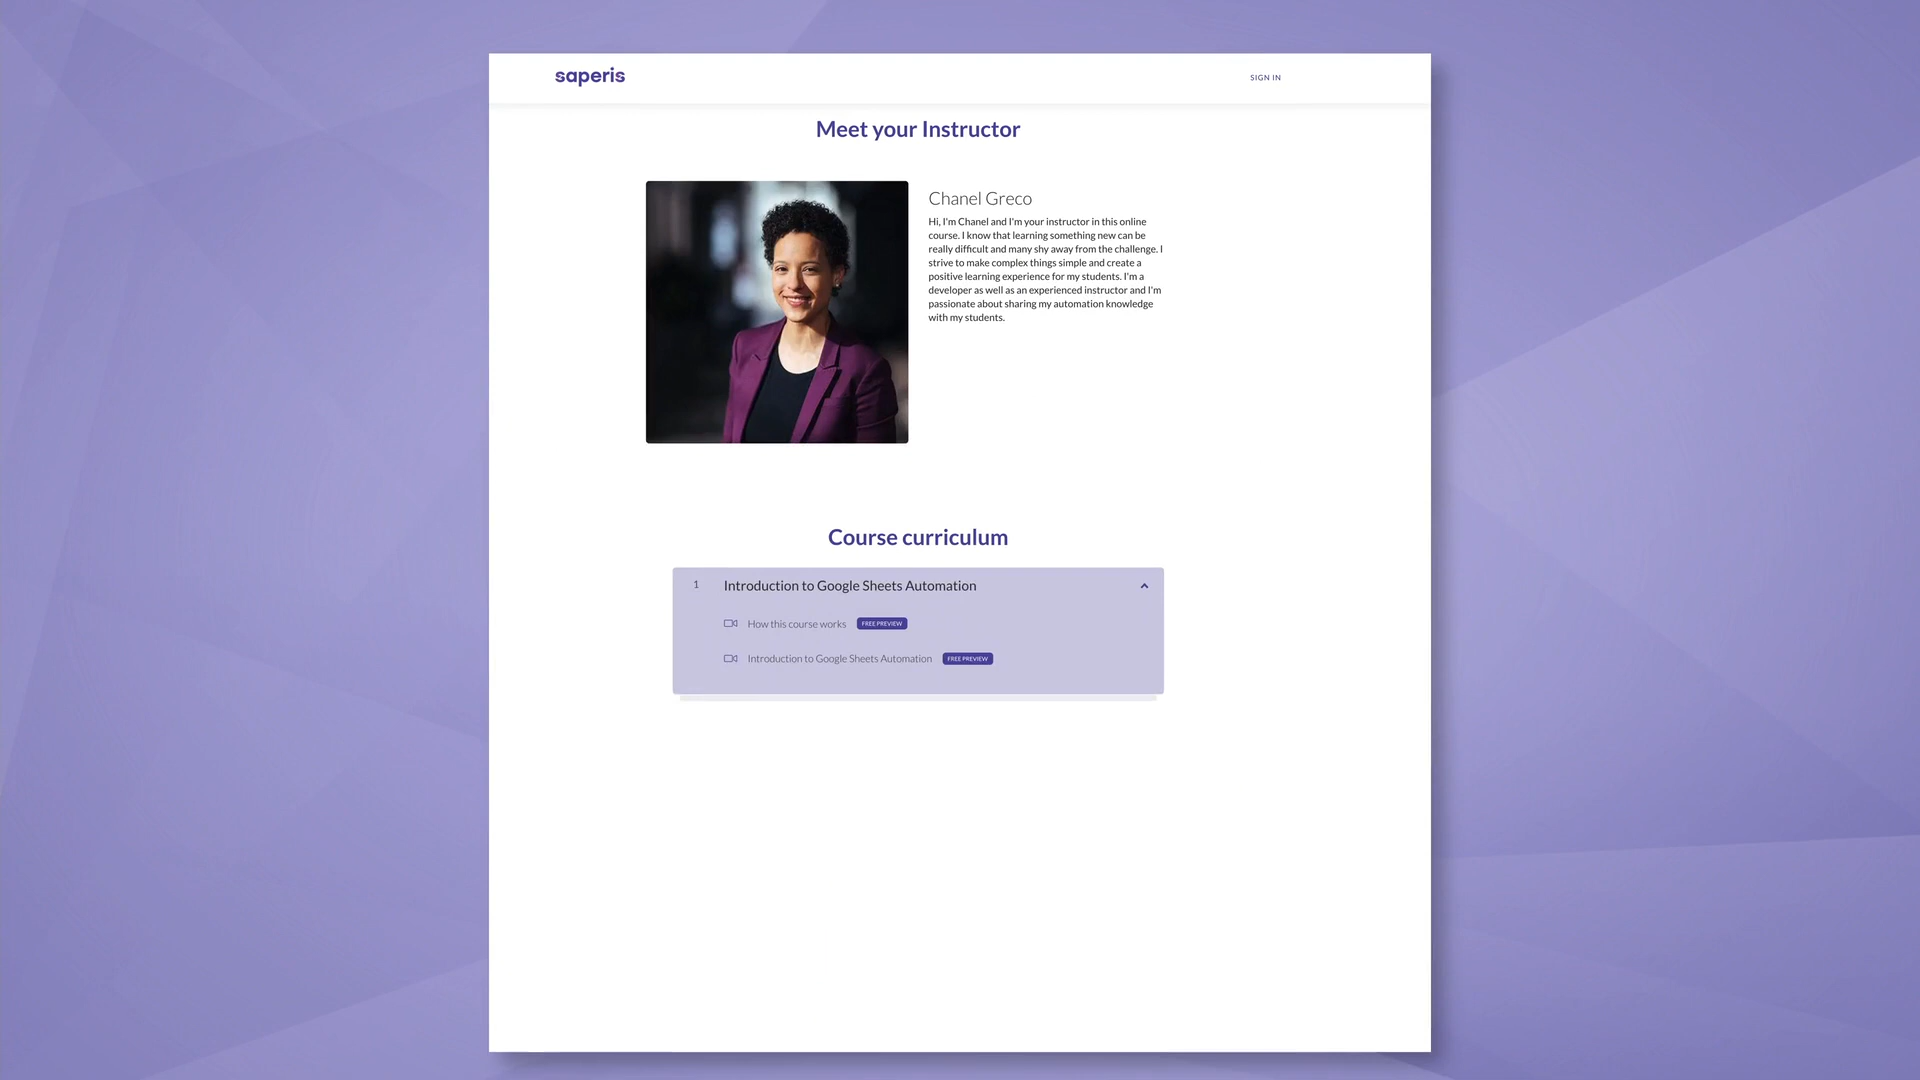 saperis
SIGN IN
Meet your Instructor
Chanel Greco
Hi, I'm Chanel and I'm your instructor in this online
course. I know that learning something new can be
really difficult and many shy away from the challenge. I
strive to make complex things simple and create a
positive learning experience for my students. I'm a
developer as well as an experienced instructor and I'm
passionate about sharing my automation knowledge
with my students.
Course curriculum
1 Introduction to Google Sheets Automation
How this course works FREE PREVIEW
Introduction to Google Sheets Automation FREE PREVIEW